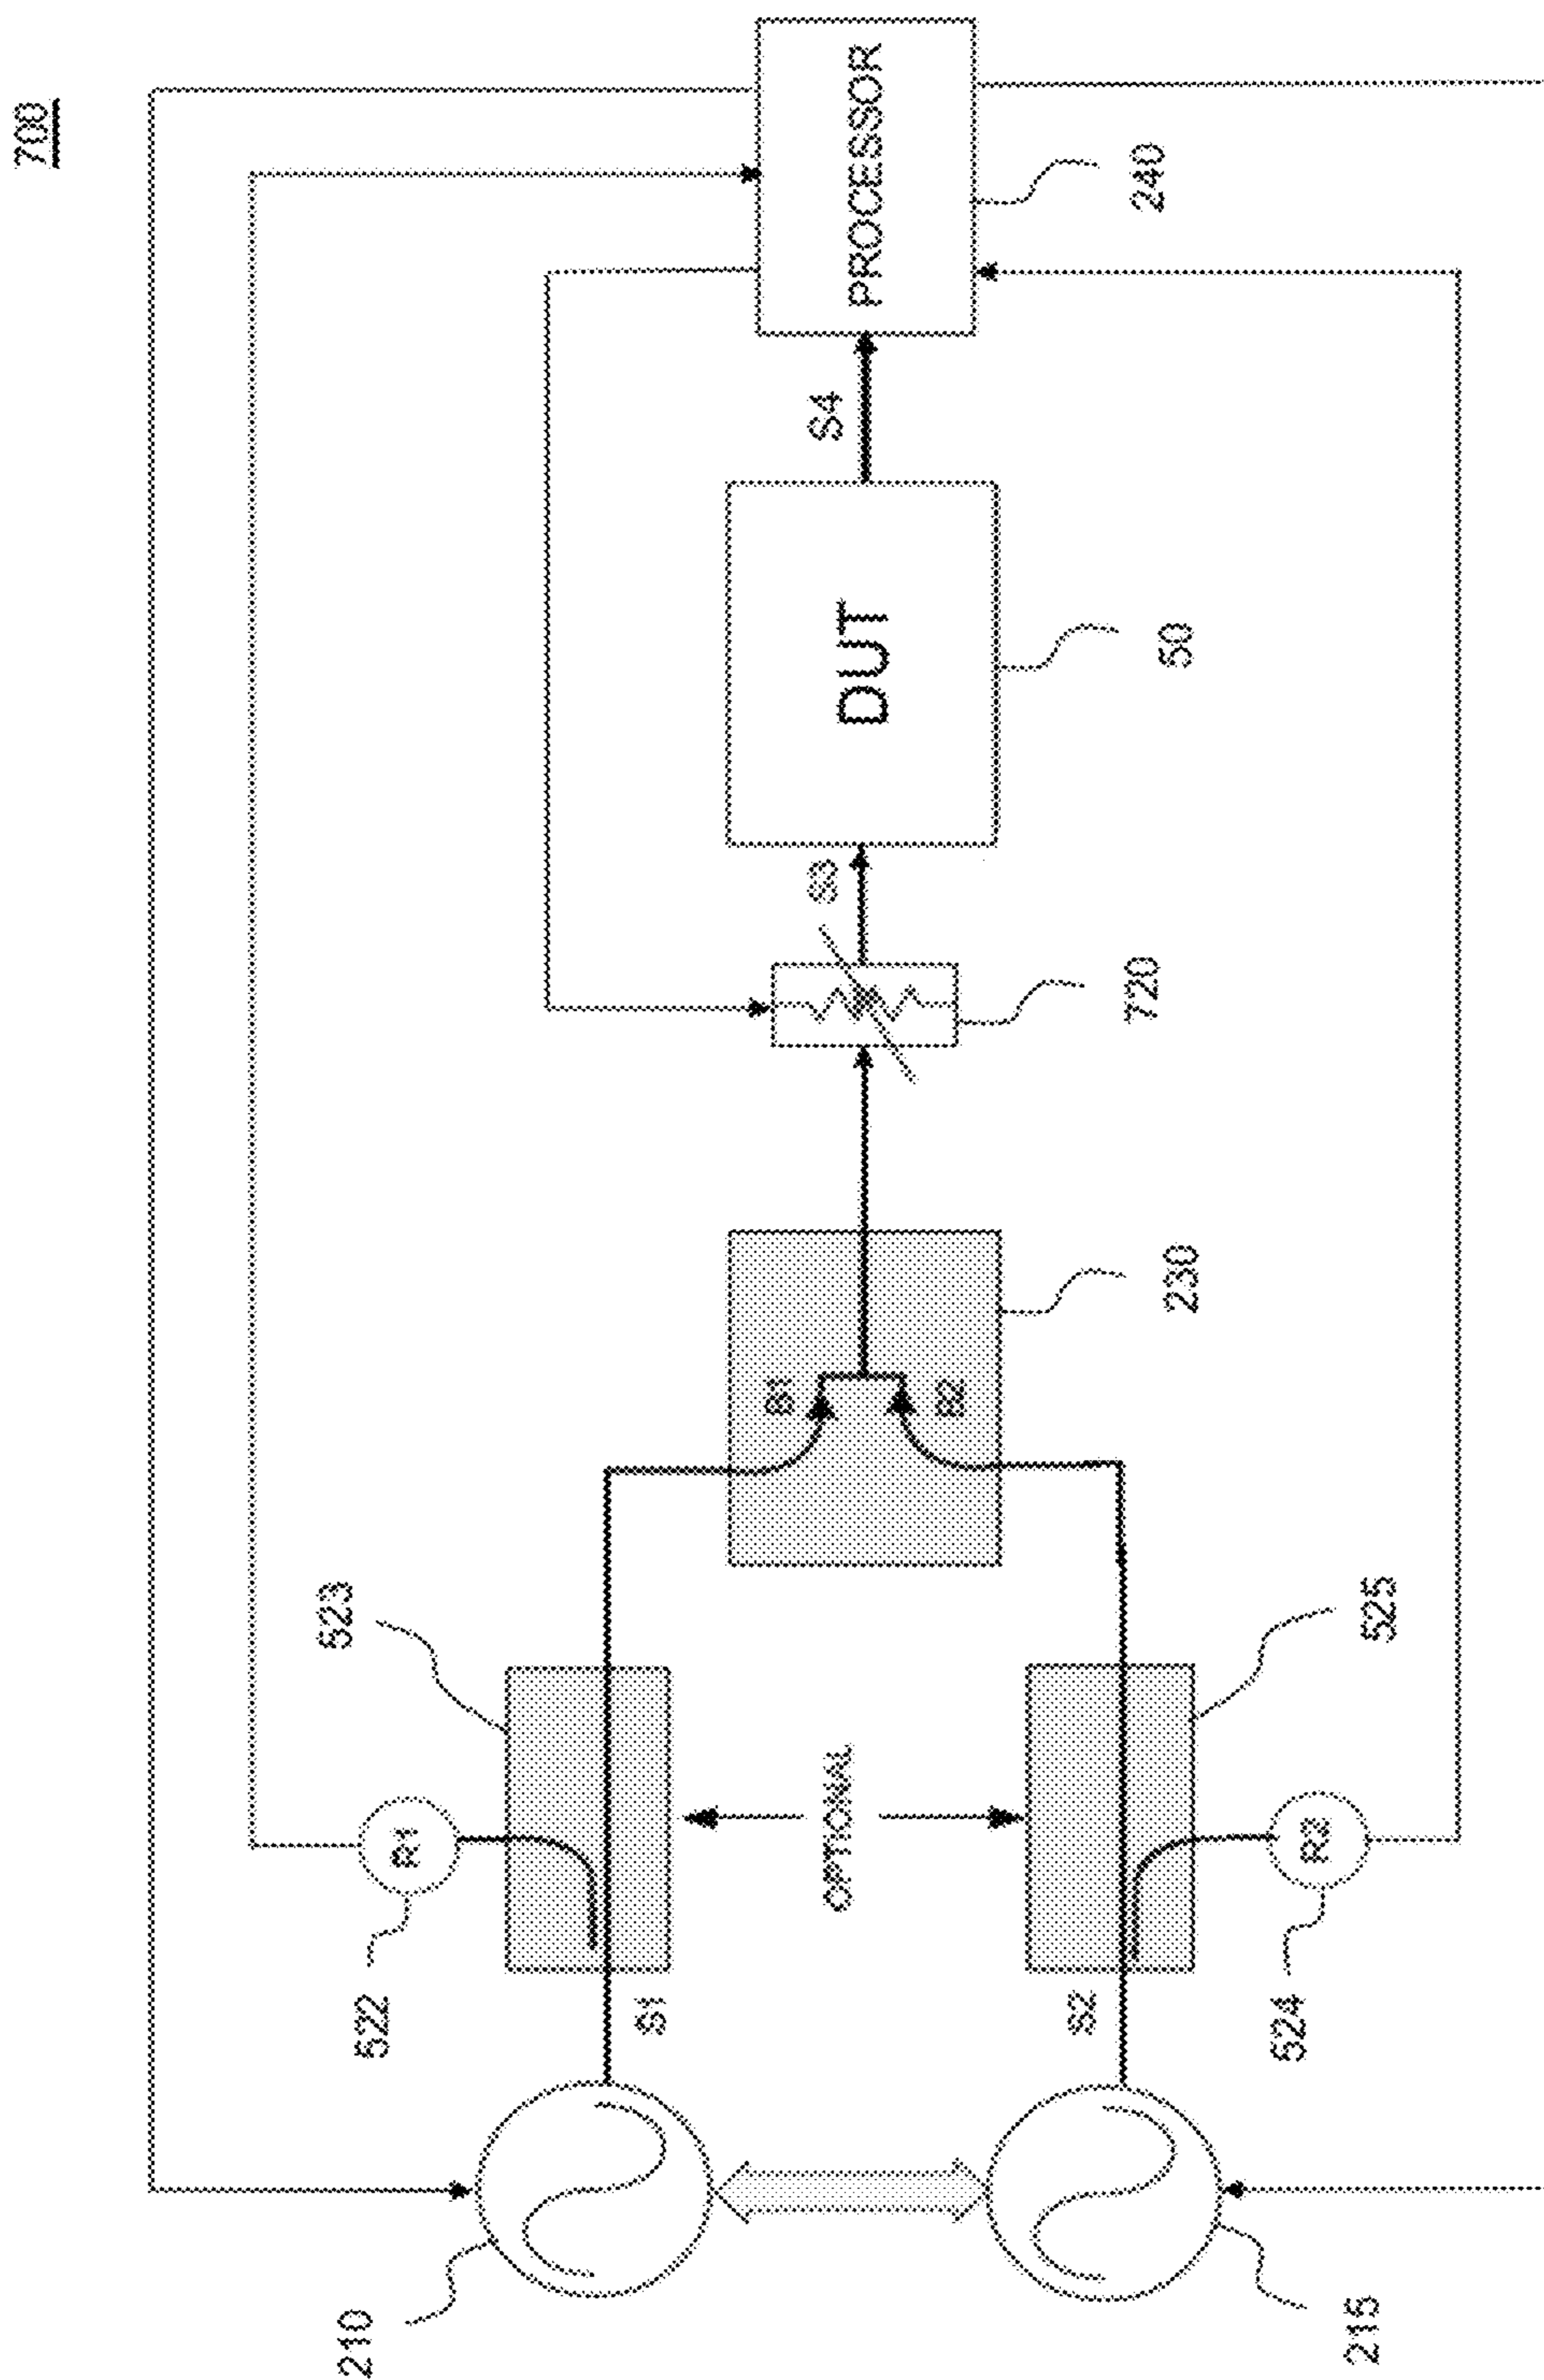 700
210
522
R1
523
S1
OPTIONAL
S2
215
524
R2
525
B1
B2
230
720
S3
DUT
50
S4
PROCESSOR
240